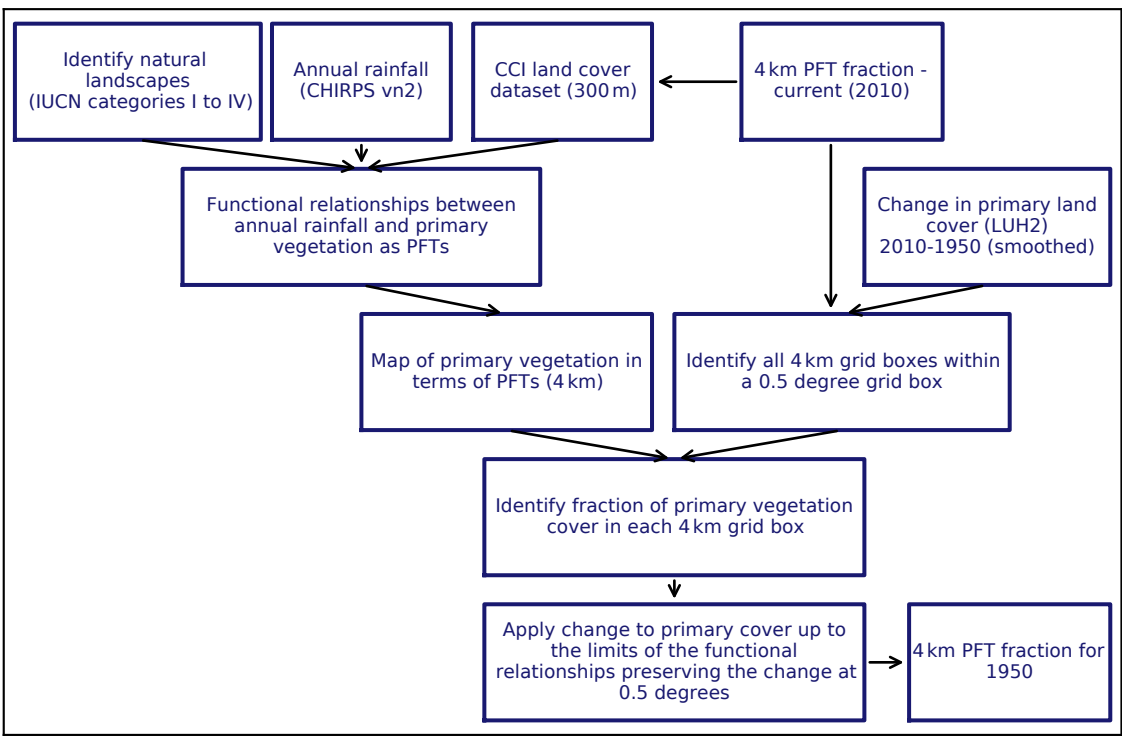 Identify natural
landscapes
(IUCN categories I to IV)
Annual rainfall
(CHIRPS vn2)
CCI land cover
dataset (300 m)
4 km PFT fraction -
current (2010)
Functional relationships between
annual rainfall and primary
vegetation as PFTs
Change in primary land
cover (LUH2)
2010-1950 (smoothed)
Map of primary vegetation in
terms of PFTs (4 km)
Identify all 4 km grid boxes within
a 0.5 degree grid box
Identify fraction of primary vegetation
cover in each 4 km grid box
Apply change to primary cover up to
the limits of the functional
relationships preserving the change at
0.5 degrees
4 km PFT fraction for
1950